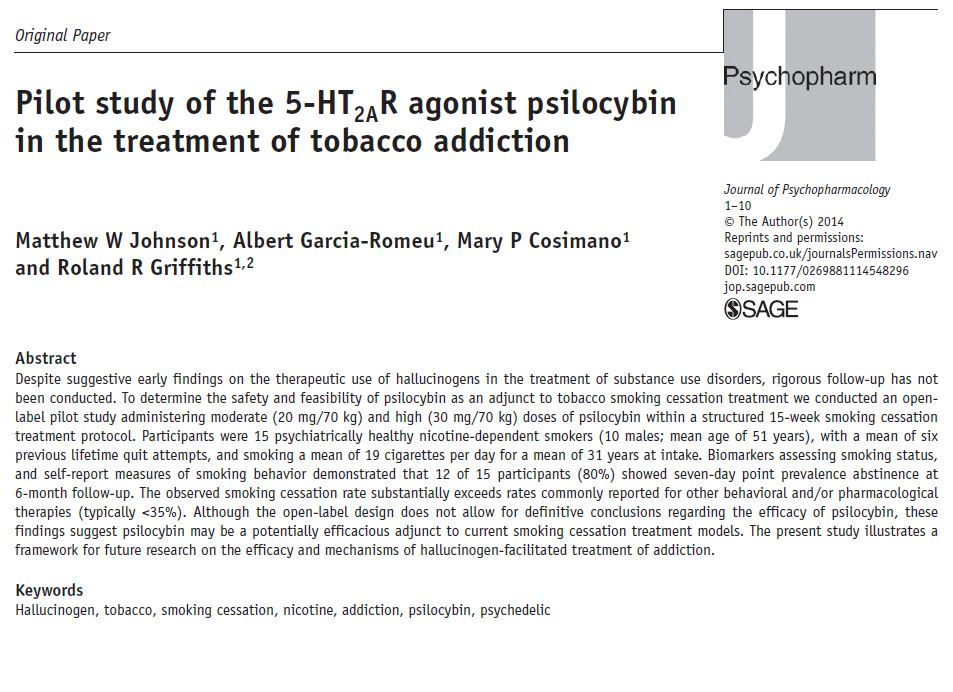 Original Paper
Pilot study of the 5-HT2AR agonist psilocybin
in the treatment of tobacco addiction
Matthew W Johnson1, Albert Garcia-Romeu1, Mary P Cosimano1
and Roland R Griffiths1,2
Psychopharm
Journal of Psychopharmacology
1–10
© The Author(s) 2014
Reprints and permissions:
sagepub.co.uk/journalsPermissions.nav
DOI: 10.1177/0269881114548296
jop.sagepub.com
SAGE
Abstract
Despite suggestive early findings on the therapeutic use of hallucinogens in the treatment of substance use disorders, rigorous follow-up has not
been conducted. To determine the safety and feasibility of psilocybin as an adjunct to tobacco smoking cessation treatment we conducted an open-
label pilot study administering moderate (20 mg/70 kg) and high (30 mg/70 kg) doses of psilocybin within a structured 15-week smoking cessation
treatment protocol. Participants were 15 psychiatrically healthy nicotine-dependent smokers (10 males; mean age of 51 years), with a mean of six
previous lifetime quit attempts, and smoking a mean of 19 cigarettes per day for a mean of 31 years at intake. Biomarkers assessing smoking status,
and self-report measures of smoking behavior demonstrated that 12 of 15 participants (80%) showed seven-day point prevalence abstinence at
6-month follow-up. The observed smoking cessation rate substantially exceeds rates commonly reported for other behavioral and/or pharmacological
therapies (typically <35%). Although the open-label design does not allow for definitive conclusions regarding the efficacy of psilocybin, these
findings suggest psilocybin may be a potentially efficacious adjunct to current smoking cessation treatment models. The present study illustrates a
framework for future research on the efficacy and mechanisms of hallucinogen-facilitated treatment of addiction.
Keywords
Hallucinogen, tobacco, smoking cessation, nicotine, addiction, psilocybin, psychedelic